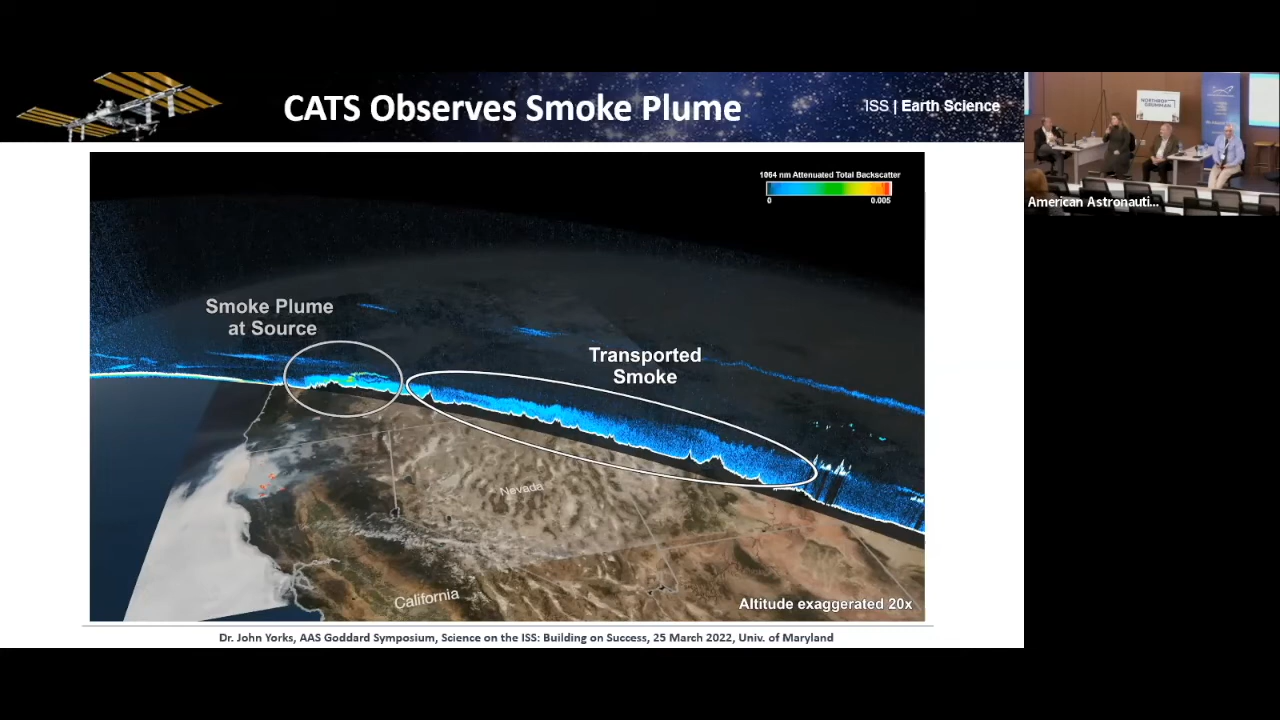 CATS Observes Smoke Plume
ISS | Earth Science
1064 nm Attenuated Total Backscatter
0 0.005
Smoke Plume
at Source
Transported
Smoke
Nevada
California
Altitude exaggerated 20x
Dr. John Yorks, AAS Goddard Symposium, Science on the ISS: Building on Success, 25 March 2022, Univ. of Maryland
NORTHROP
GRUMMAN
American Astronauti...